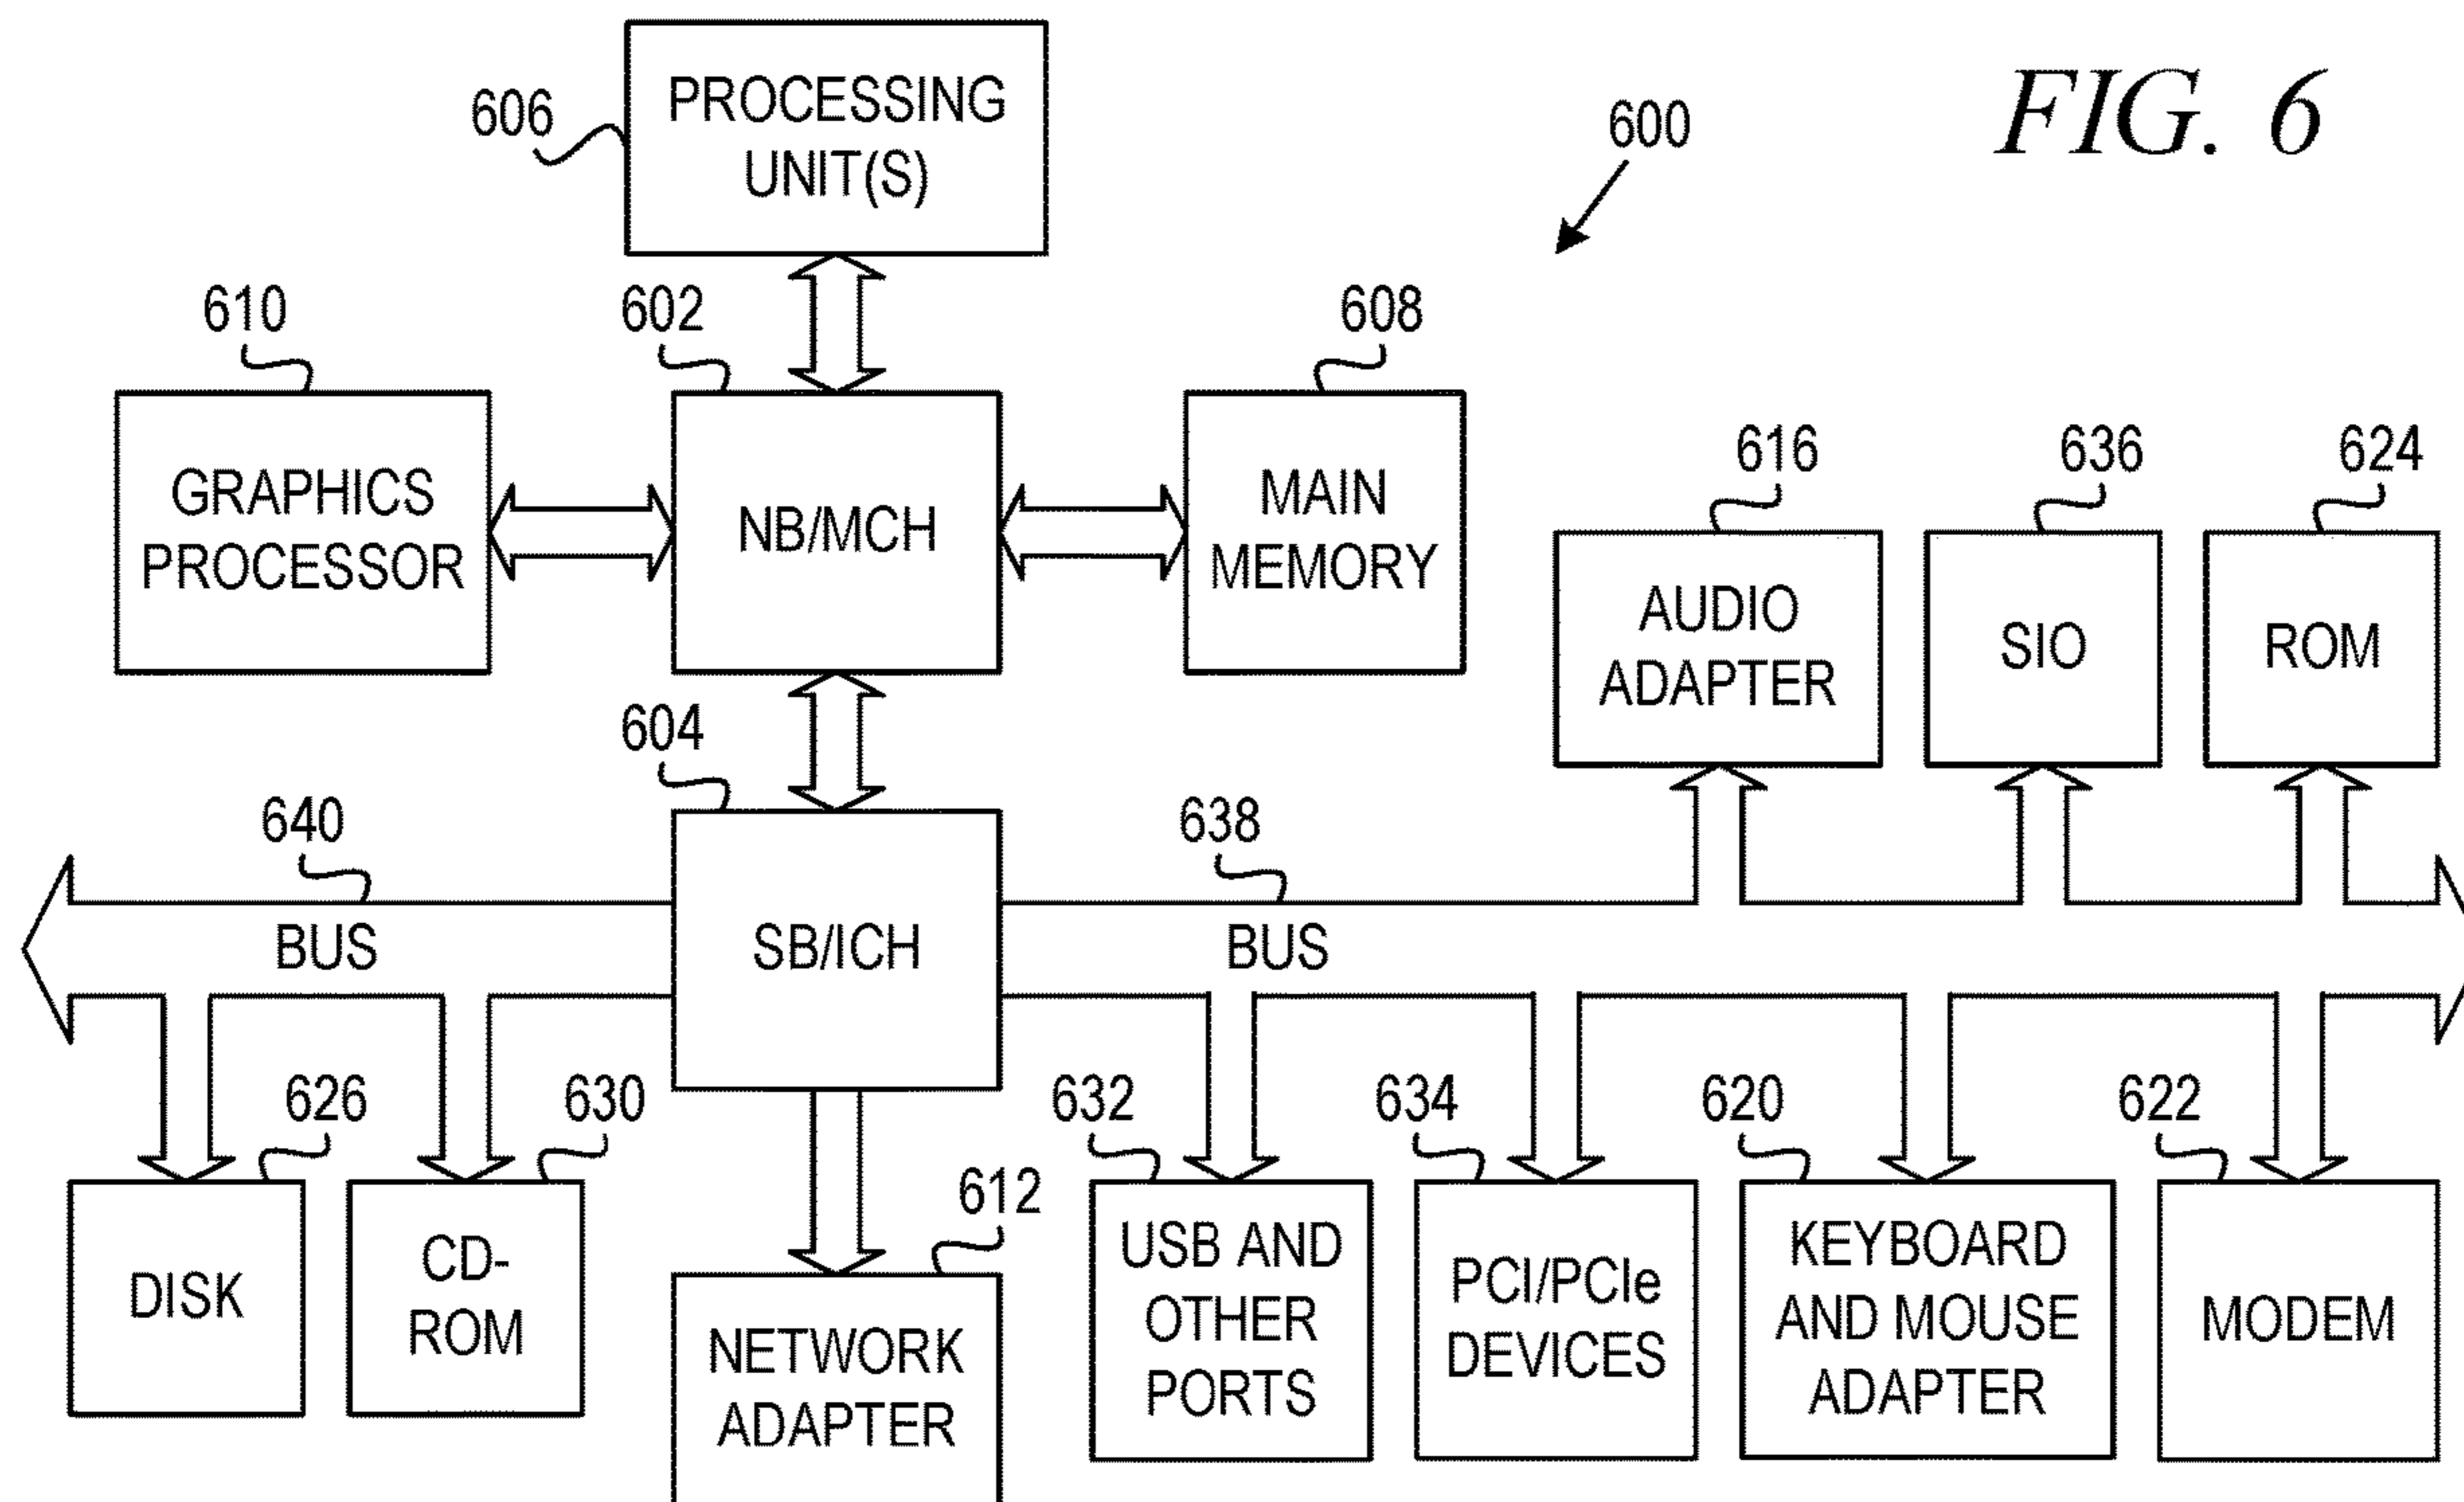 FIG. 6
600
606
PROCESSING
UNIT(S)
610
602
608
GRAPHICS
PROCESSOR
NB/MCH
MAIN
MEMORY
616
636
624
AUDIO
ADAPTER
SIO
ROM
604
640
638
BUS
SB/ICH
BUS
626
630
612
632
634
620
622
DISK
CD-
ROM
NETWORK
ADAPTER
USB AND
OTHER
PORTS
PCI/PCIe
DEVICES
KEYBOARD
AND MOUSE
ADAPTER
MODEM